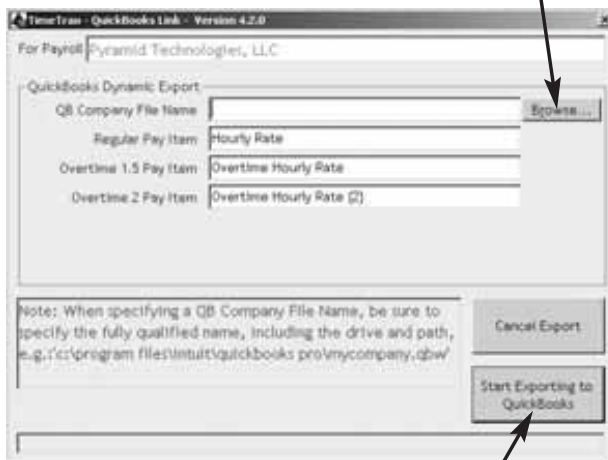 TimeTrax - QuickBooks Link - Version 4.2.0
For Payroll Pyramid Technologies, LLC
QuickBooks Dynamic Export
QB Company File Name Browse...
Regular Pay Item Hourly Rate
Overtime 1.5 Pay Item Overtime Hourly Rate
Overtime 2 Pay Item Overtime Hourly Rate (2)
Note: When specifying a QB Company File Name, be sure to
specify the fully qualified name, including the drive and path,
e.g.:'c:\program files\intuit\quickbooks pro\mycompany.qbw'
Cancel Export
Start Exporting to
QuickBooks